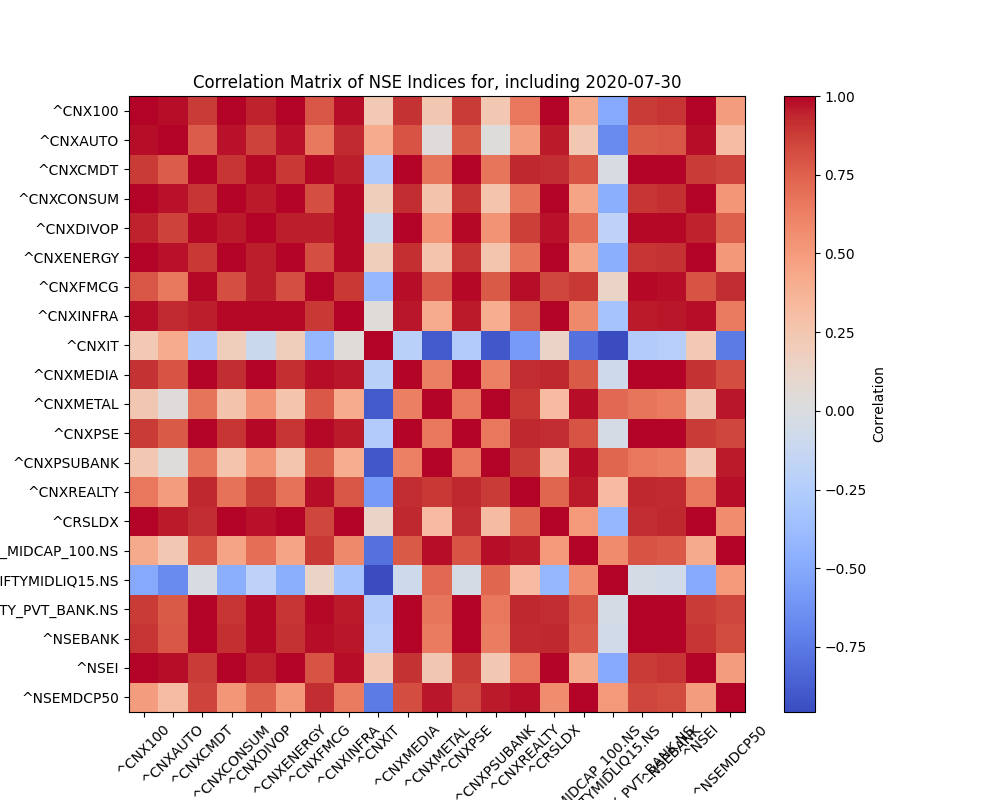 Correlation Matrix of NSE Indices for, including 2020-07-30
^CNX100
^CNXAUTO
^CNXCMDT
^CNXCONSUM
^CNXDIVOP
^CNXENERGY
^CNXFMCG
^CNXINFRA
^CNXIT
^CNXMEDIA
^CNXMETAL
^CNXPSE
^CNXPSUBANK
^CNXREALTY
^CRSLDX
_MIDCAP_100.NS
IFTYMIDLIQ15.NS
TY_PVT_BANK.NS
^NSEBANK
^NSEI
^NSEMDCP50
^CNX100
^CNXAUTO
^CNXCMDT
^CNXCONSUM
^CNXDIVOP
^CNXENERGY
^CNXFMCG
^CNXINFRA
^CNXIT
^CNXMEDIA
^CNXMETAL
^CNXPSE
^CNXPSUBANK
^CNXREALTY
^CRSLDX
MIDCAP_100.NS
TYMIDLIQ15.NS
_PVT_BANK.NS
^NSEBANK
^NSEI
^NSEMDCP50
1.00
0.75
0.50
0.25
0.00
−0.25
−0.50
−0.75
Correlation